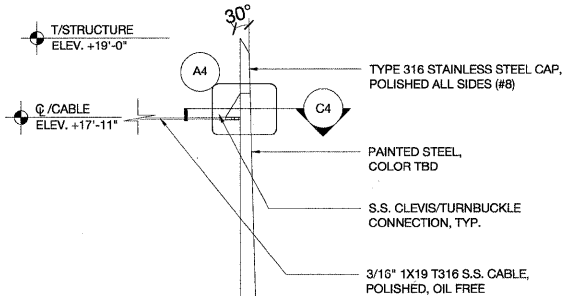 30°
T/STRUCTURE
ELEV. +19'-0"
A4
TYPE 316 STAINLESS STEEL CAP,
POLISHED ALL SIDES (#8)
℄ /CABLE
ELEV. +17'-11"
C4
PAINTED STEEL,
COLOR TBD
S.S. CLEVIS/TURNBUCKLE
CONNECTION, TYP.
3/16" 1X19 T316 S.S. CABLE,
POLISHED, OIL FREE